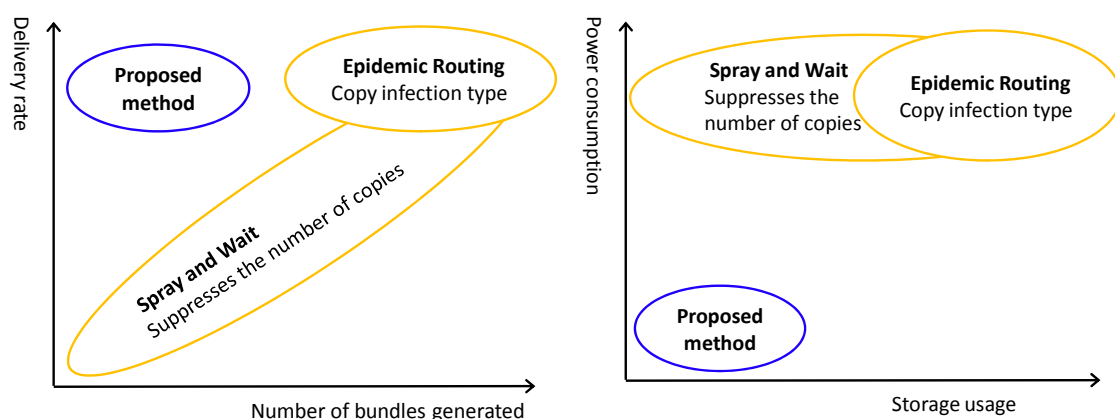 Delivery rate
Proposed
method
Epidemic Routing
Copy infection type
Spray and Wait
Suppresses the number of copies
Number of bundles generated
Power consumption
Spray and Wait
Suppresses the
number of copies
Epidemic Routing
Copy infection type
Proposed
method
Storage usage